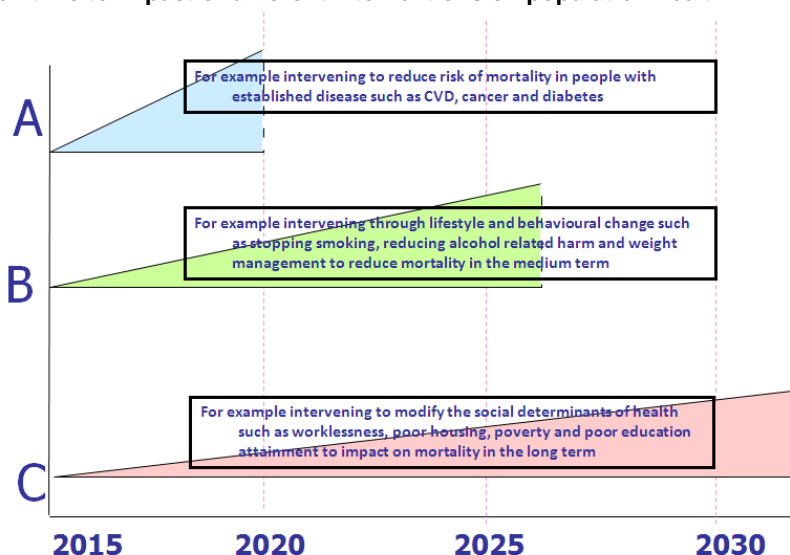 A
For example intervening to reduce risk of mortality in people with
established disease such as CVD, cancer and diabetes
B
For example intervening through lifestyle and behavioural change such
as stopping smoking, reducing alcohol related harm and weight
management to reduce mortality in the medium term
C
For example intervening to modify the social determinants of health
such as worklessness, poor housing, poverty and poor education
attainment to impact on mortality in the long term
2015 2020 2025 2030